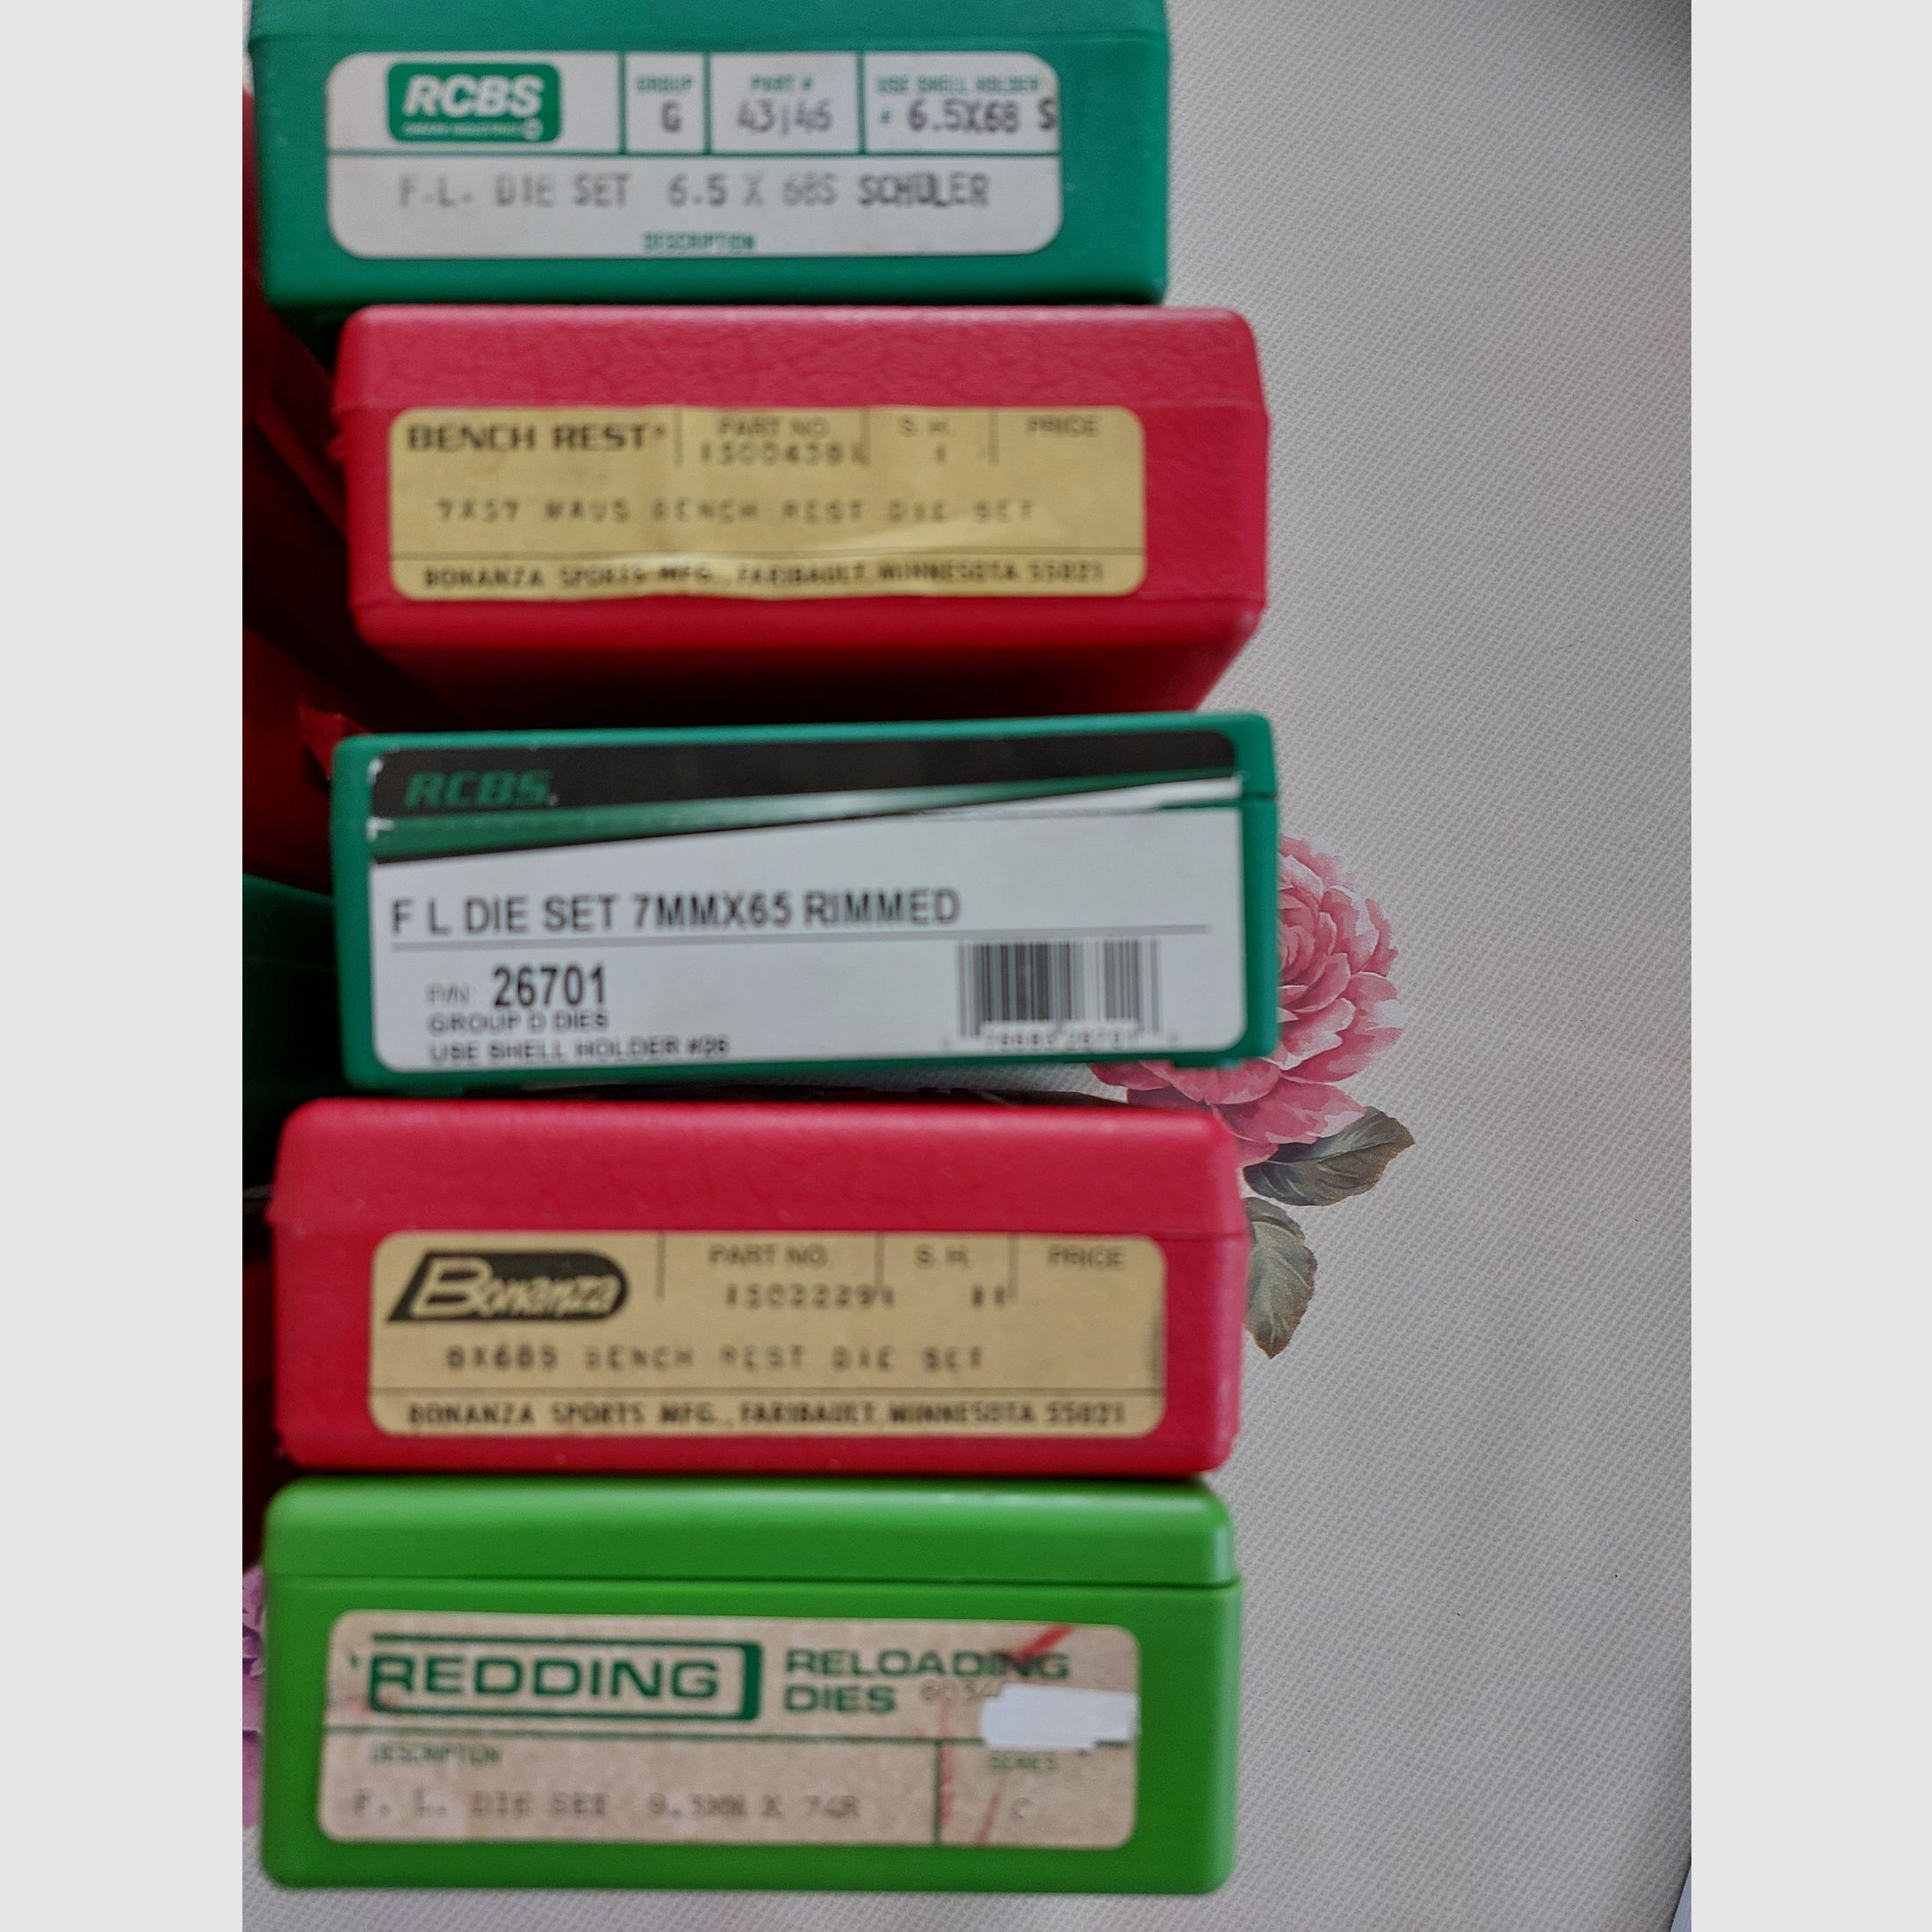 RCBS
GROUP PART # USE SHELL HOLDER
G 43146 # 6.5X68 S
F.L. DIE SET 6.5 X 68S SCHULER
DESCRIPTION
BENCH REST® PART NO. S. H. PRICE
1
7X57 MAUS BENCH REST DIE SET
BONANZA SPORTS MFG., FARIBAULT, MINNESOTA 55021
RCBS.
F L DIE SET 7MMX65 RIMMED
P/N 26701
GROUP D DIES
USE SHELL HOLDER #26
Bonanza PART NO. S. H. PRICE
8X68S BENCH REST DIE SET
BONANZA SPORTS MFG., FARIBAULT, MINNESOTA 55021
REDDING RELOADING
DIES
DESCRIPTION SERIES
F. L. DIE SET 9.3MM X 74R C